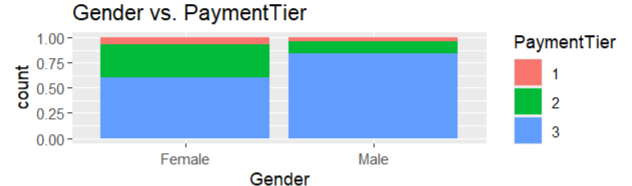 Gender vs. PaymentTier
1.00
0.75
0.50
0.25
0.00
count
Female Male
Gender
PaymentTier
1
2
3